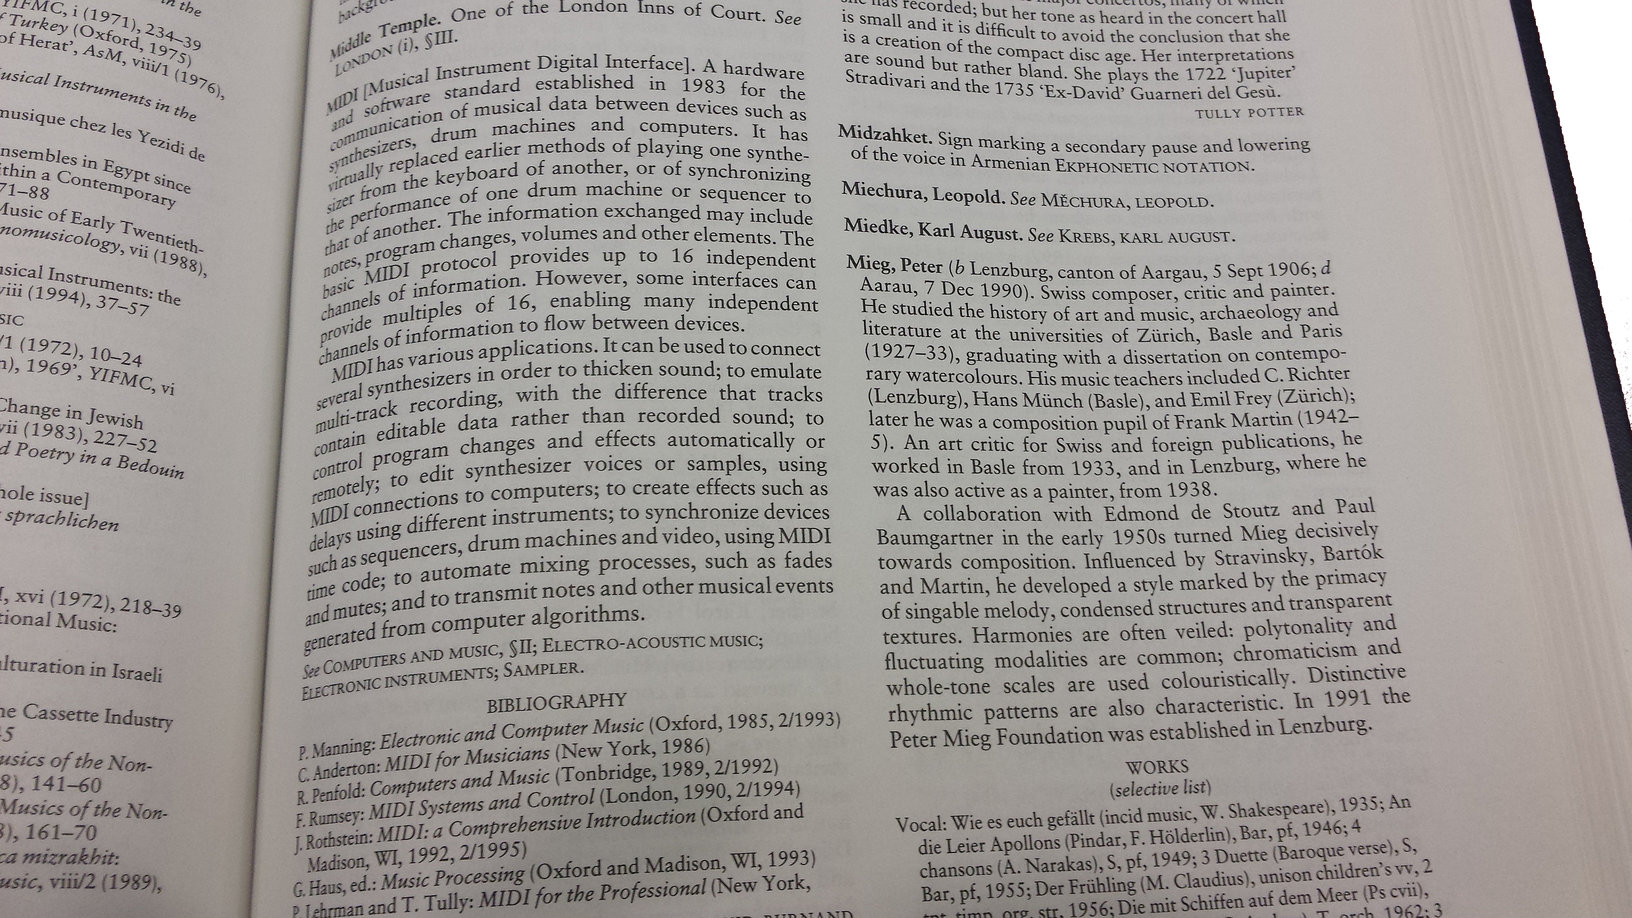 in the
YIFMC, i (1971), 234–39
f Turkey (Oxford, 1975)
of Herat', AsM, viii/1 (1976),
usical Instruments in the
musique chez les Yezidi de
nsembles in Egypt since
ithin a Contemporary
71–88
Music of Early Twentieth-
nomusicology, vii (1988),
usical Instruments: the
viii (1994), 37–57
SIC
/1 (1972), 10–24
n), 1969', YIFMC, vi
Change in Jewish
vii (1983), 227–52
d Poetry in a Bedouin
hole issue]
sprachlichen
I, xvi (1972), 218–39
tional Music:
ulturation in Israeli
he Cassette Industry
5
usics of the Non-
8), 141–60
Musics of the Non-
8), 161–70
ca mizrakhit:
usic, viii/2 (1989),
Middle Temple. One of the London Inns of Court. See
LONDON (i), §III.
MIDI [Musical Instrument Digital Interface]. A hardware
and software standard established in 1983 for the
communication of musical data between devices such as
synthesizers, drum machines and computers. It has
virtually replaced earlier methods of playing one synthe-
sizer from the keyboard of another, or of synchronizing
the performance of one drum machine or sequencer to
that of another. The information exchanged may include
notes, program changes, volumes and other elements. The
basic MIDI protocol provides up to 16 independent
channels of information. However, some interfaces can
provide multiples of 16, enabling many independent
channels of information to flow between devices.
MIDI has various applications. It can be used to connect
several synthesizers in order to thicken sound; to emulate
multi-track recording, with the difference that tracks
contain editable data rather than recorded sound; to
control program changes and effects automatically or
remotely; to edit synthesizer voices or samples, using
MIDI connections to computers; to create effects such as
delays using different instruments; to synchronize devices
such as sequencers, drum machines and video, using MIDI
time code; to automate mixing processes, such as fades
and mutes; and to transmit notes and other musical events
generated from computer algorithms.
See COMPUTERS AND MUSIC, §II; ELECTRO-ACOUSTIC MUSIC;
ELECTRONIC INSTRUMENTS; SAMPLER.
BIBLIOGRAPHY
P. Manning: Electronic and Computer Music (Oxford, 1985, 2/1993)
C. Anderton: MIDI for Musicians (New York, 1986)
R. Penfold: Computers and Music (Tonbridge, 1989, 2/1992)
F. Rumsey: MIDI Systems and Control (London, 1990, 2/1994)
J. Rothstein: MIDI: a Comprehensive Introduction (Oxford and
Madison, WI, 1992, 2/1995)
G. Haus, ed.: Music Processing (Oxford and Madison, WI, 1993)
P. Lehrman and T. Tully: MIDI for the Professional (New York,
she has recorded; but her tone as heard in the concert hall
is small and it is difficult to avoid the conclusion that she
is a creation of the compact disc age. Her interpretations
are sound but rather bland. She plays the 1722 'Jupiter'
Stradivari and the 1735 'Ex-David' Guarneri del Gesù.
TULLY POTTER
Midzahket. Sign marking a secondary pause and lowering
of the voice in Armenian EKPHONETIC NOTATION.
Miechura, Leopold. See MĚCHURA, LEOPOLD.
Miedke, Karl August. See KREBS, KARL AUGUST.
Mieg, Peter (b Lenzburg, canton of Aargau, 5 Sept 1906; d
Aarau, 7 Dec 1990). Swiss composer, critic and painter.
He studied the history of art and music, archaeology and
literature at the universities of Zürich, Basle and Paris
(1927–33), graduating with a dissertation on contempo-
rary watercolours. His music teachers included C. Richter
(Lenzburg), Hans Münch (Basle), and Emil Frey (Zürich);
later he was a composition pupil of Frank Martin (1942–
5). An art critic for Swiss and foreign publications, he
worked in Basle from 1933, and in Lenzburg, where he
was also active as a painter, from 1938.
A collaboration with Edmond de Stoutz and Paul
Baumgartner in the early 1950s turned Mieg decisively
towards composition. Influenced by Stravinsky, Bartók
and Martin, he developed a style marked by the primacy
of singable melody, condensed structures and transparent
textures. Harmonies are often veiled: polytonality and
fluctuating modalities are common; chromaticism and
whole-tone scales are used colouristically. Distinctive
rhythmic patterns are also characteristic. In 1991 the
Peter Mieg Foundation was established in Lenzburg.
WORKS
(selective list)
Vocal: Wie es euch gefällt (incid music, W. Shakespeare), 1935; An
die Leier Apollons (Pindar, F. Hölderlin), Bar, pf, 1946; 4
chansons (A. Narakas), S, pf, 1949; 3 Duette (Baroque verse), S,
Bar, pf, 1955; Der Frühling (M. Claudius), unison children's vv, 2
tpt, timp, org, str, 1956; Die mit Schiffen auf dem Meer (Ps cvii),